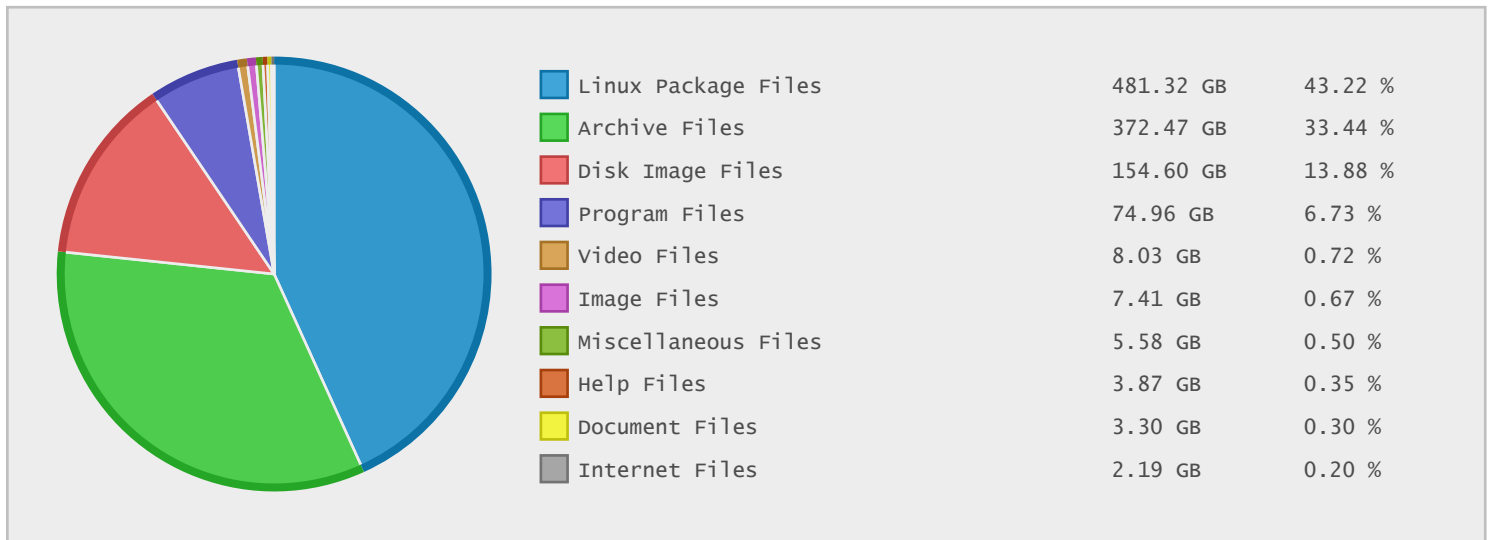 Linux Package Files 481.32 GB 43.22 %
Archive Files 372.47 GB 33.44 %
Disk Image Files 154.60 GB 13.88 %
Program Files 74.96 GB 6.73 %
Video Files 8.03 GB 0.72 %
Image Files 7.41 GB 0.67 %
Miscellaneous Files 5.58 GB 0.50 %
Help Files 3.87 GB 0.35 %
Document Files 3.30 GB 0.30 %
Internet Files 2.19 GB 0.20 %